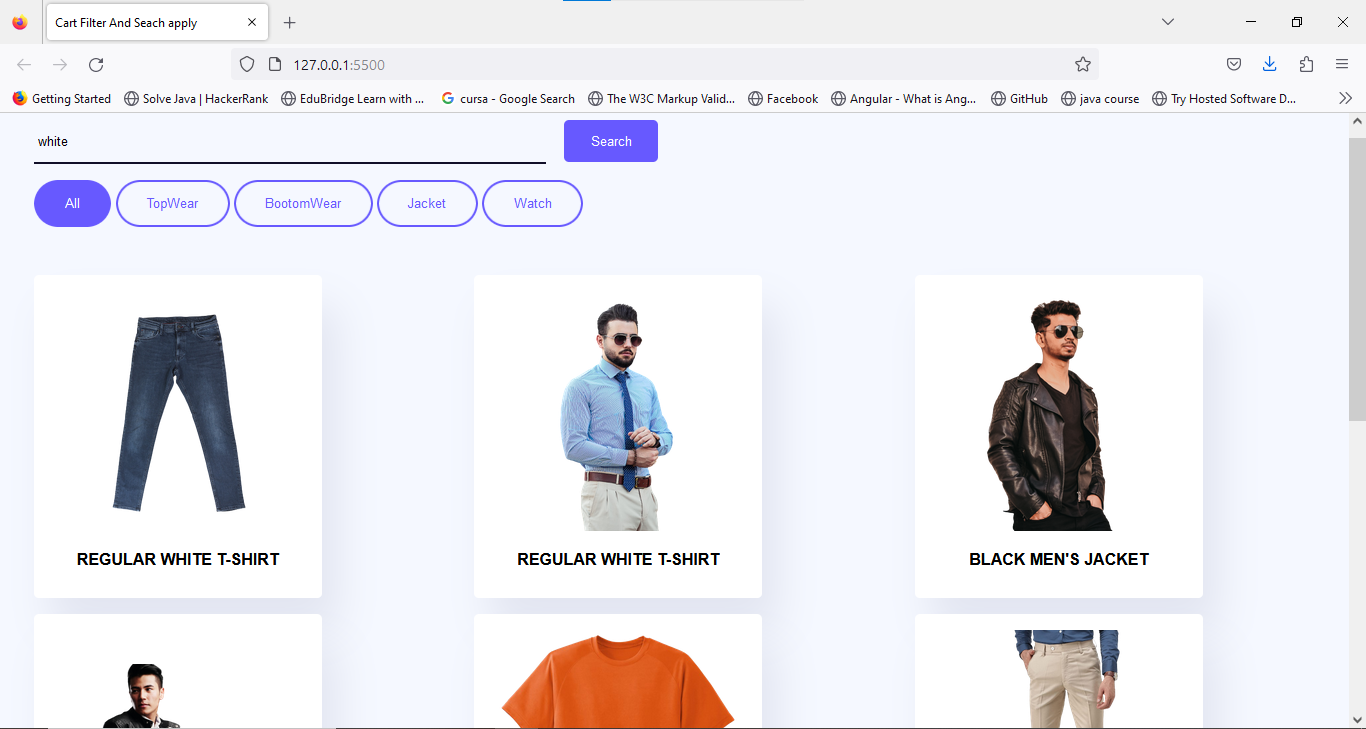 Cart Filter And Seach apply
127.0.0.1:5500
Getting Started Solve Java | HackerRank EduBridge Learn with ... cursa - Google Search The W3C Markup Valid... Facebook Angular - What is Ang... GitHub java course Try Hosted Software D...
white Search
All TopWear BootomWear Jacket Watch
REGULAR WHITE T-SHIRT REGULAR WHITE T-SHIRT BLACK MEN'S JACKET